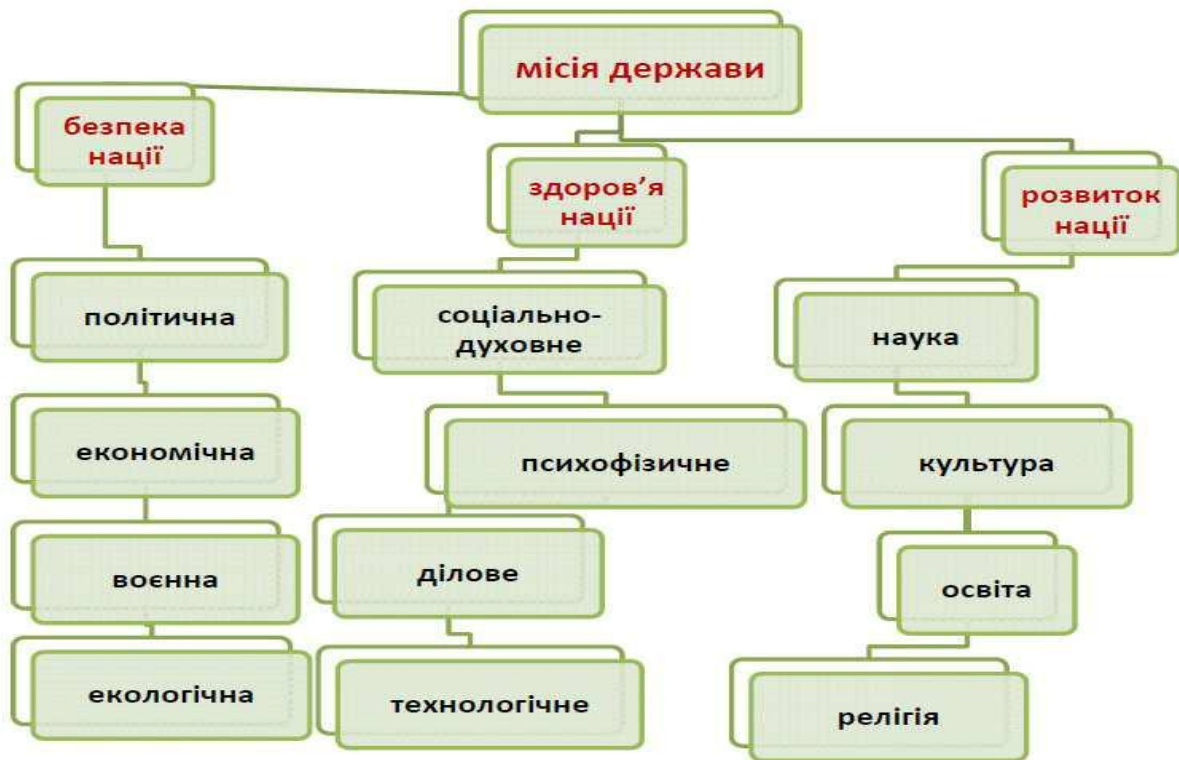 місія держави
безпека
нації
здоров’я
нації
розвиток
нації
політична
соціально-
духовне
наука
економічна
психофізичне
культура
воєнна
ділове
освіта
екологічна
технологічне
релігія